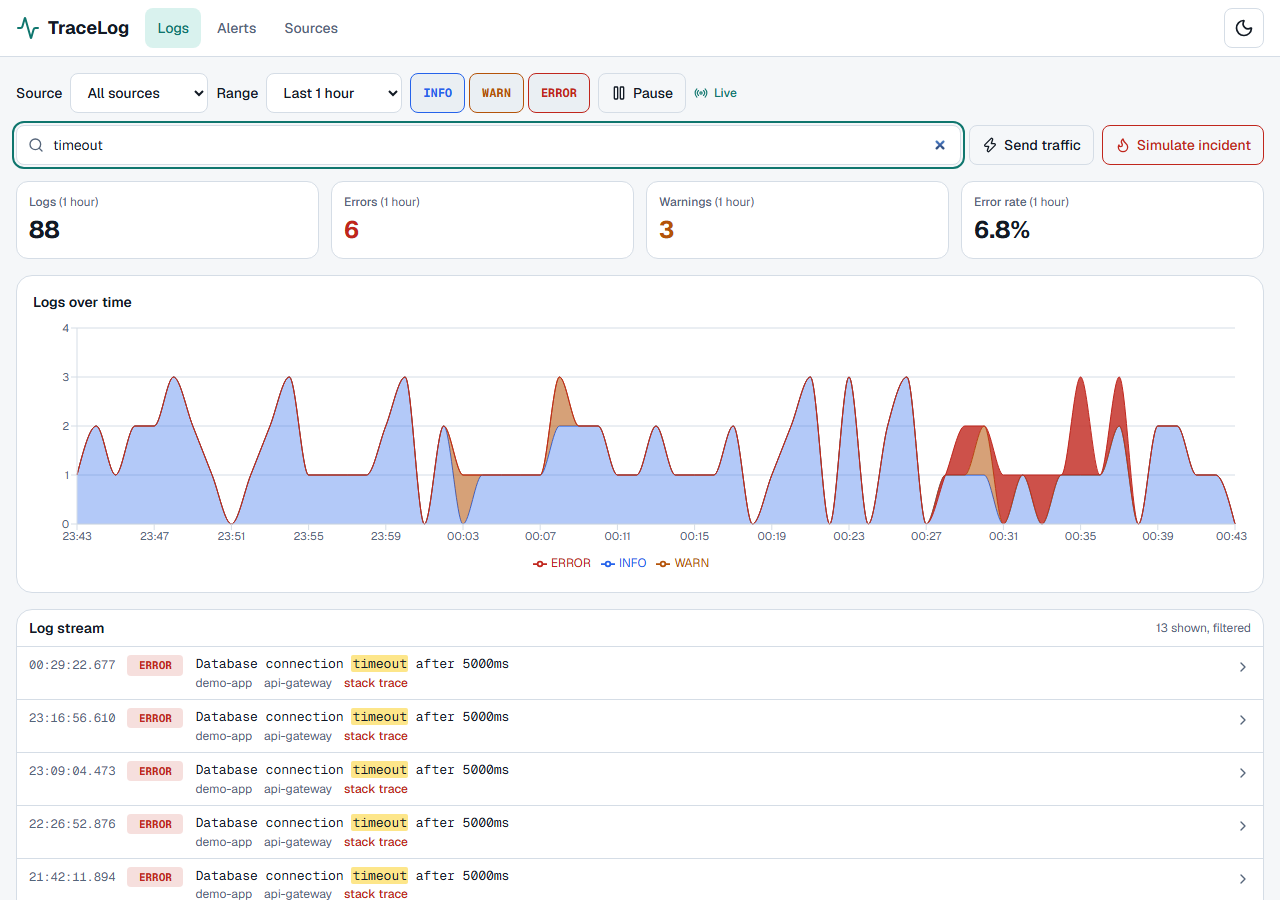 TraceLog Logs Alerts Sources
Source All sources Range Last 1 hour INFO WARN ERROR Pause Live
timeout Send traffic Simulate incident
Logs (1 hour) Errors (1 hour) Warnings (1 hour) Error rate (1 hour)
88 6 3 6.8%
Logs over time
4
3
2
1
0
23:43 23:47 23:51 23:55 23:59 00:03 00:07 00:11 00:15 00:19 00:23 00:27 00:31 00:35 00:39 00:43
ERROR INFO WARN
Log stream 13 shown, filtered
00:29:22.677 ERROR Database connection timeout after 5000ms
demo-app api-gateway stack trace
23:16:56.610 ERROR Database connection timeout after 5000ms
demo-app api-gateway stack trace
23:09:04.473 ERROR Database connection timeout after 5000ms
demo-app api-gateway stack trace
22:26:52.876 ERROR Database connection timeout after 5000ms
demo-app api-gateway stack trace
21:42:11.894 ERROR Database connection timeout after 5000ms
demo-app api-gateway stack trace